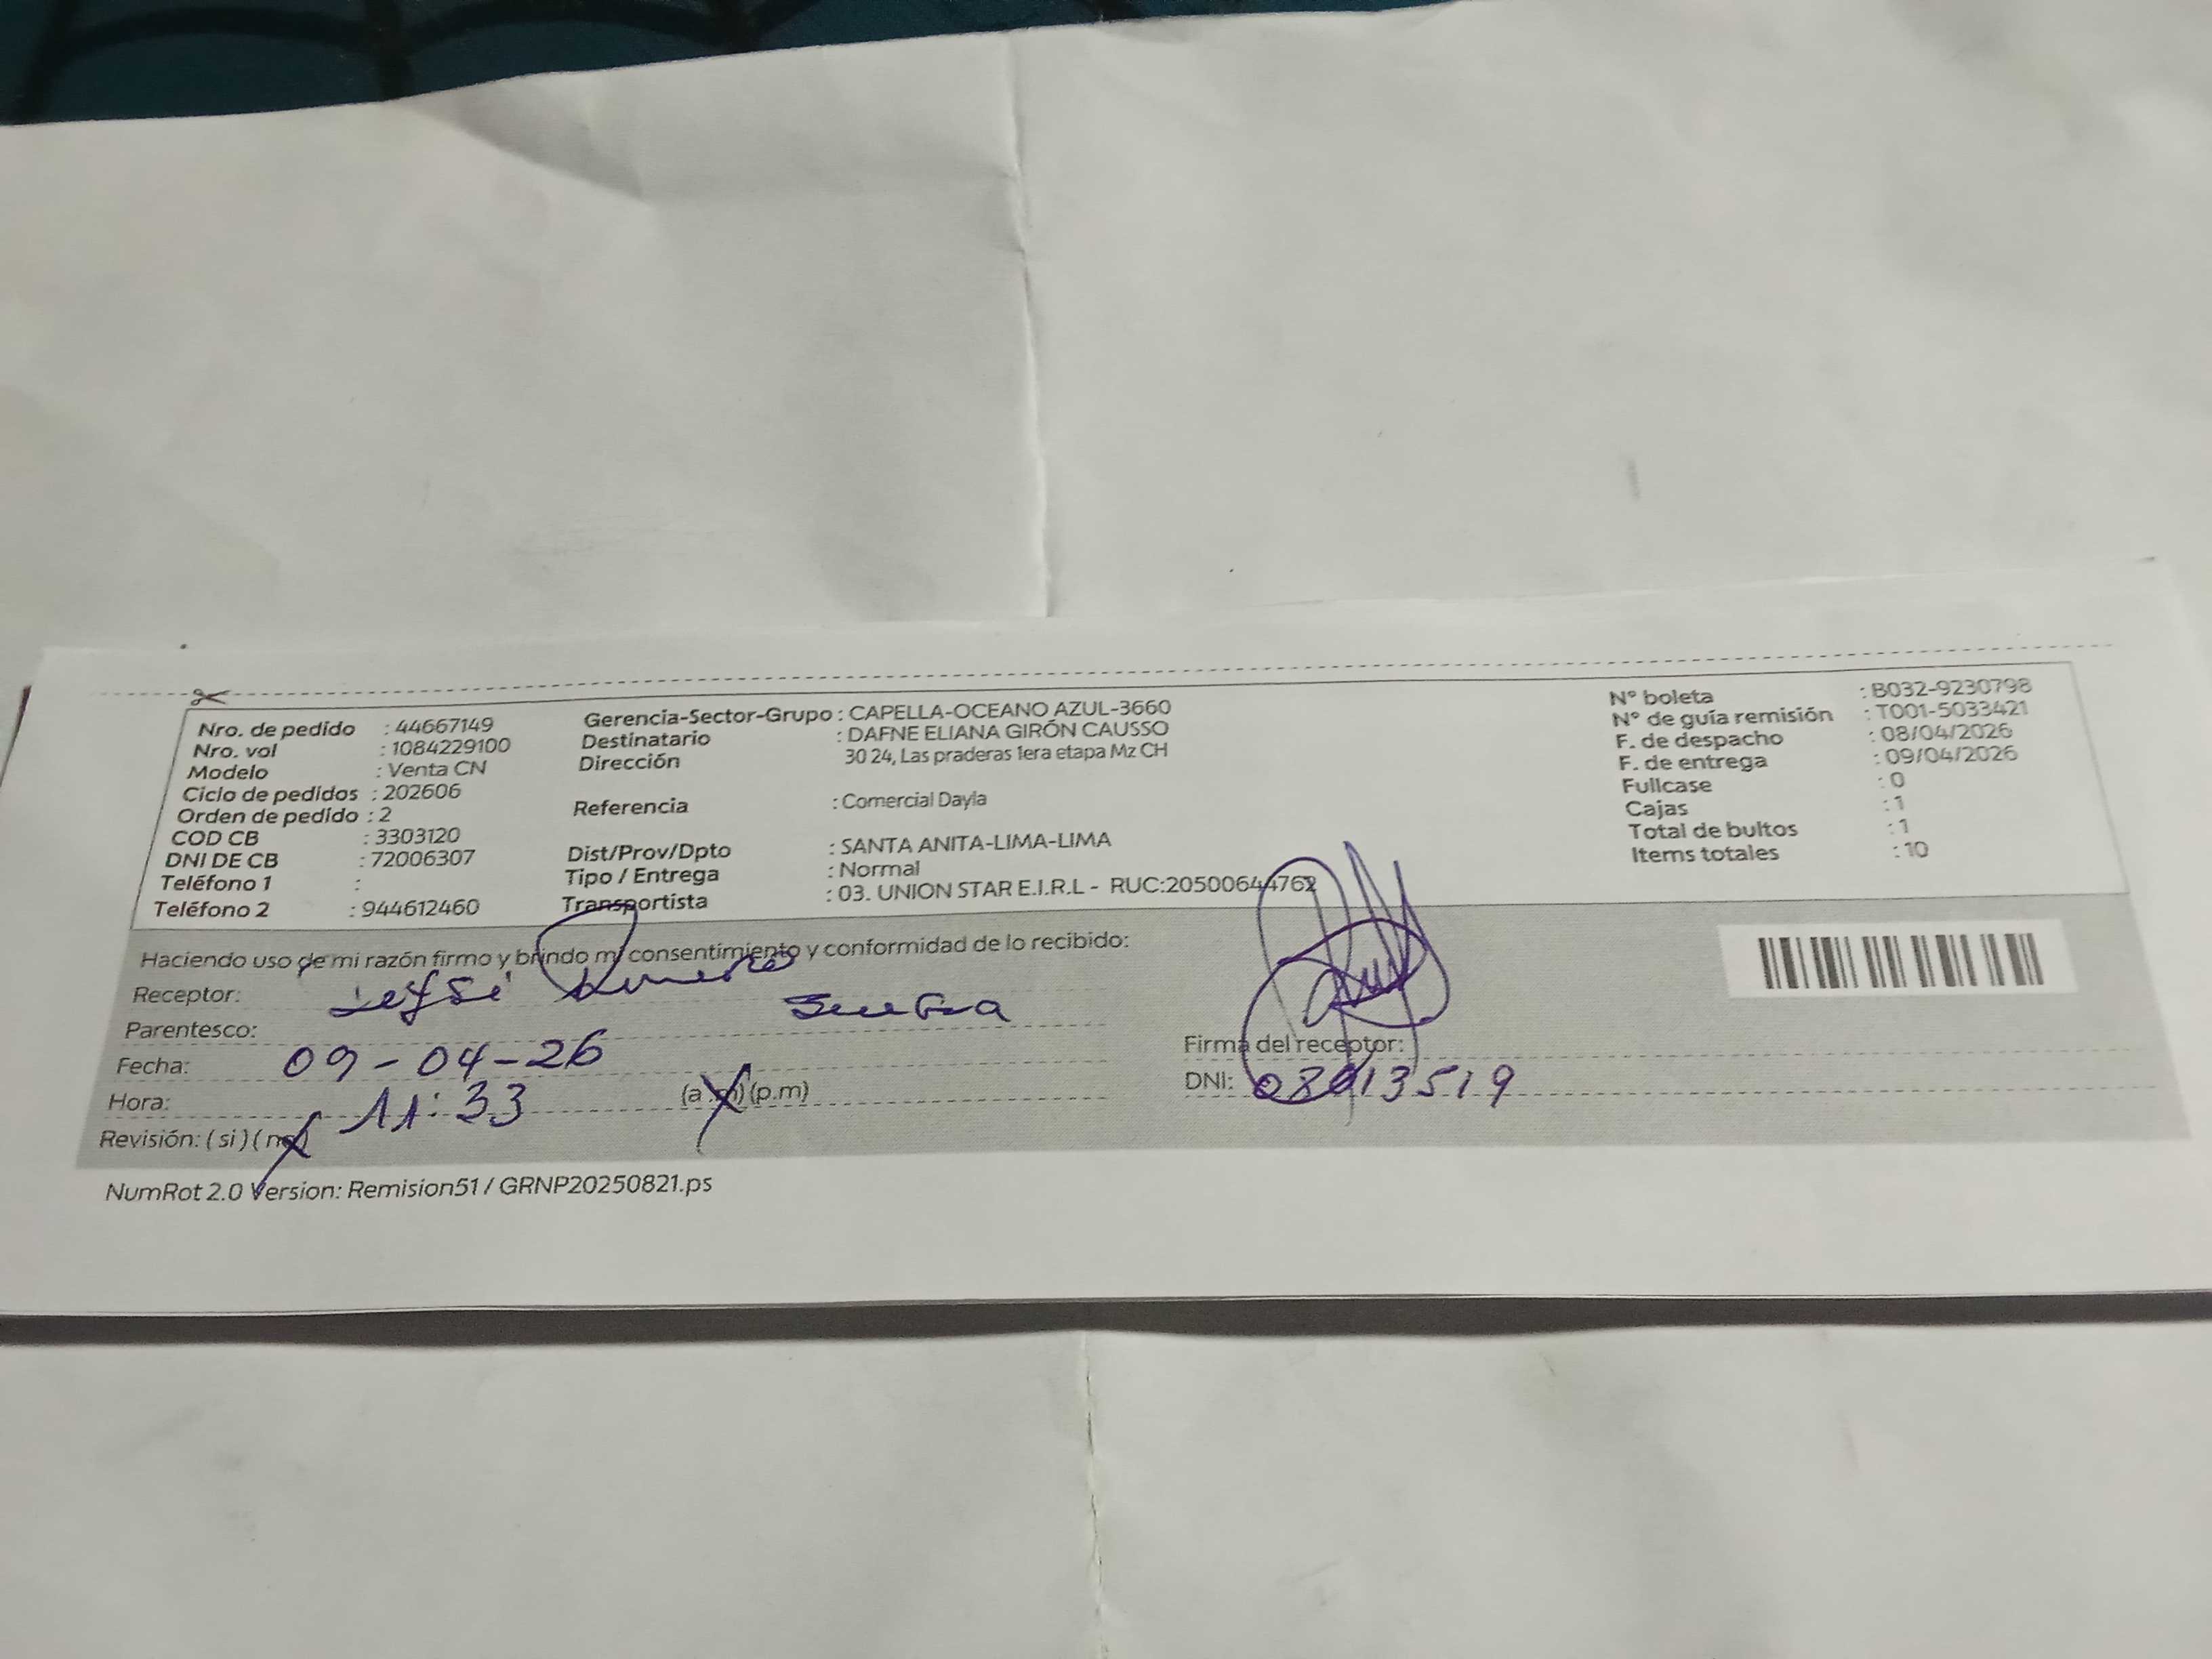 Nro. de pedido : 44667149
Nro. vol : 1084229100
Modelo : Venta CN
Ciclo de pedidos : 202606
Orden de pedido : 2
COD CB : 3303120
DNI DE CB : 72006307
Teléfono 1 :
Teléfono 2 : 944612460
Gerencia-Sector-Grupo : CAPELLA-OCEANO AZUL-3660
Destinatario : DAFNE ELIANA GIRÓN CAUSSO
Dirección 30 24, Las praderas 1era etapa Mz CH
Referencia : Comercial Dayla
Dist/Prov/Dpto : SANTA ANITA-LIMA-LIMA
Tipo / Entrega : Normal
Transportista : 03. UNION STAR E.I.R.L - RUC:20500644762
N° boleta : B032-9230798
N° de guía remisión : T001-5033421
F. de despacho : 08/04/2026
F. de entrega : 09/04/2026
Fullcase : 0
Cajas : 1
Total de bultos : 1
Items totales : 10
Haciendo uso de mi razón firmo y brindo mi consentimiento y conformidad de lo recibido:
Receptor:
Parentesco: Suegra
Fecha: 09-04-26
Hora: 11:33 (a.m) (p.m)
Revisión: ( si ) ( no )
Firma del receptor:
DNI: 08013519
NumRot 2.0 Version: Remision51 / GRNP20250821.ps